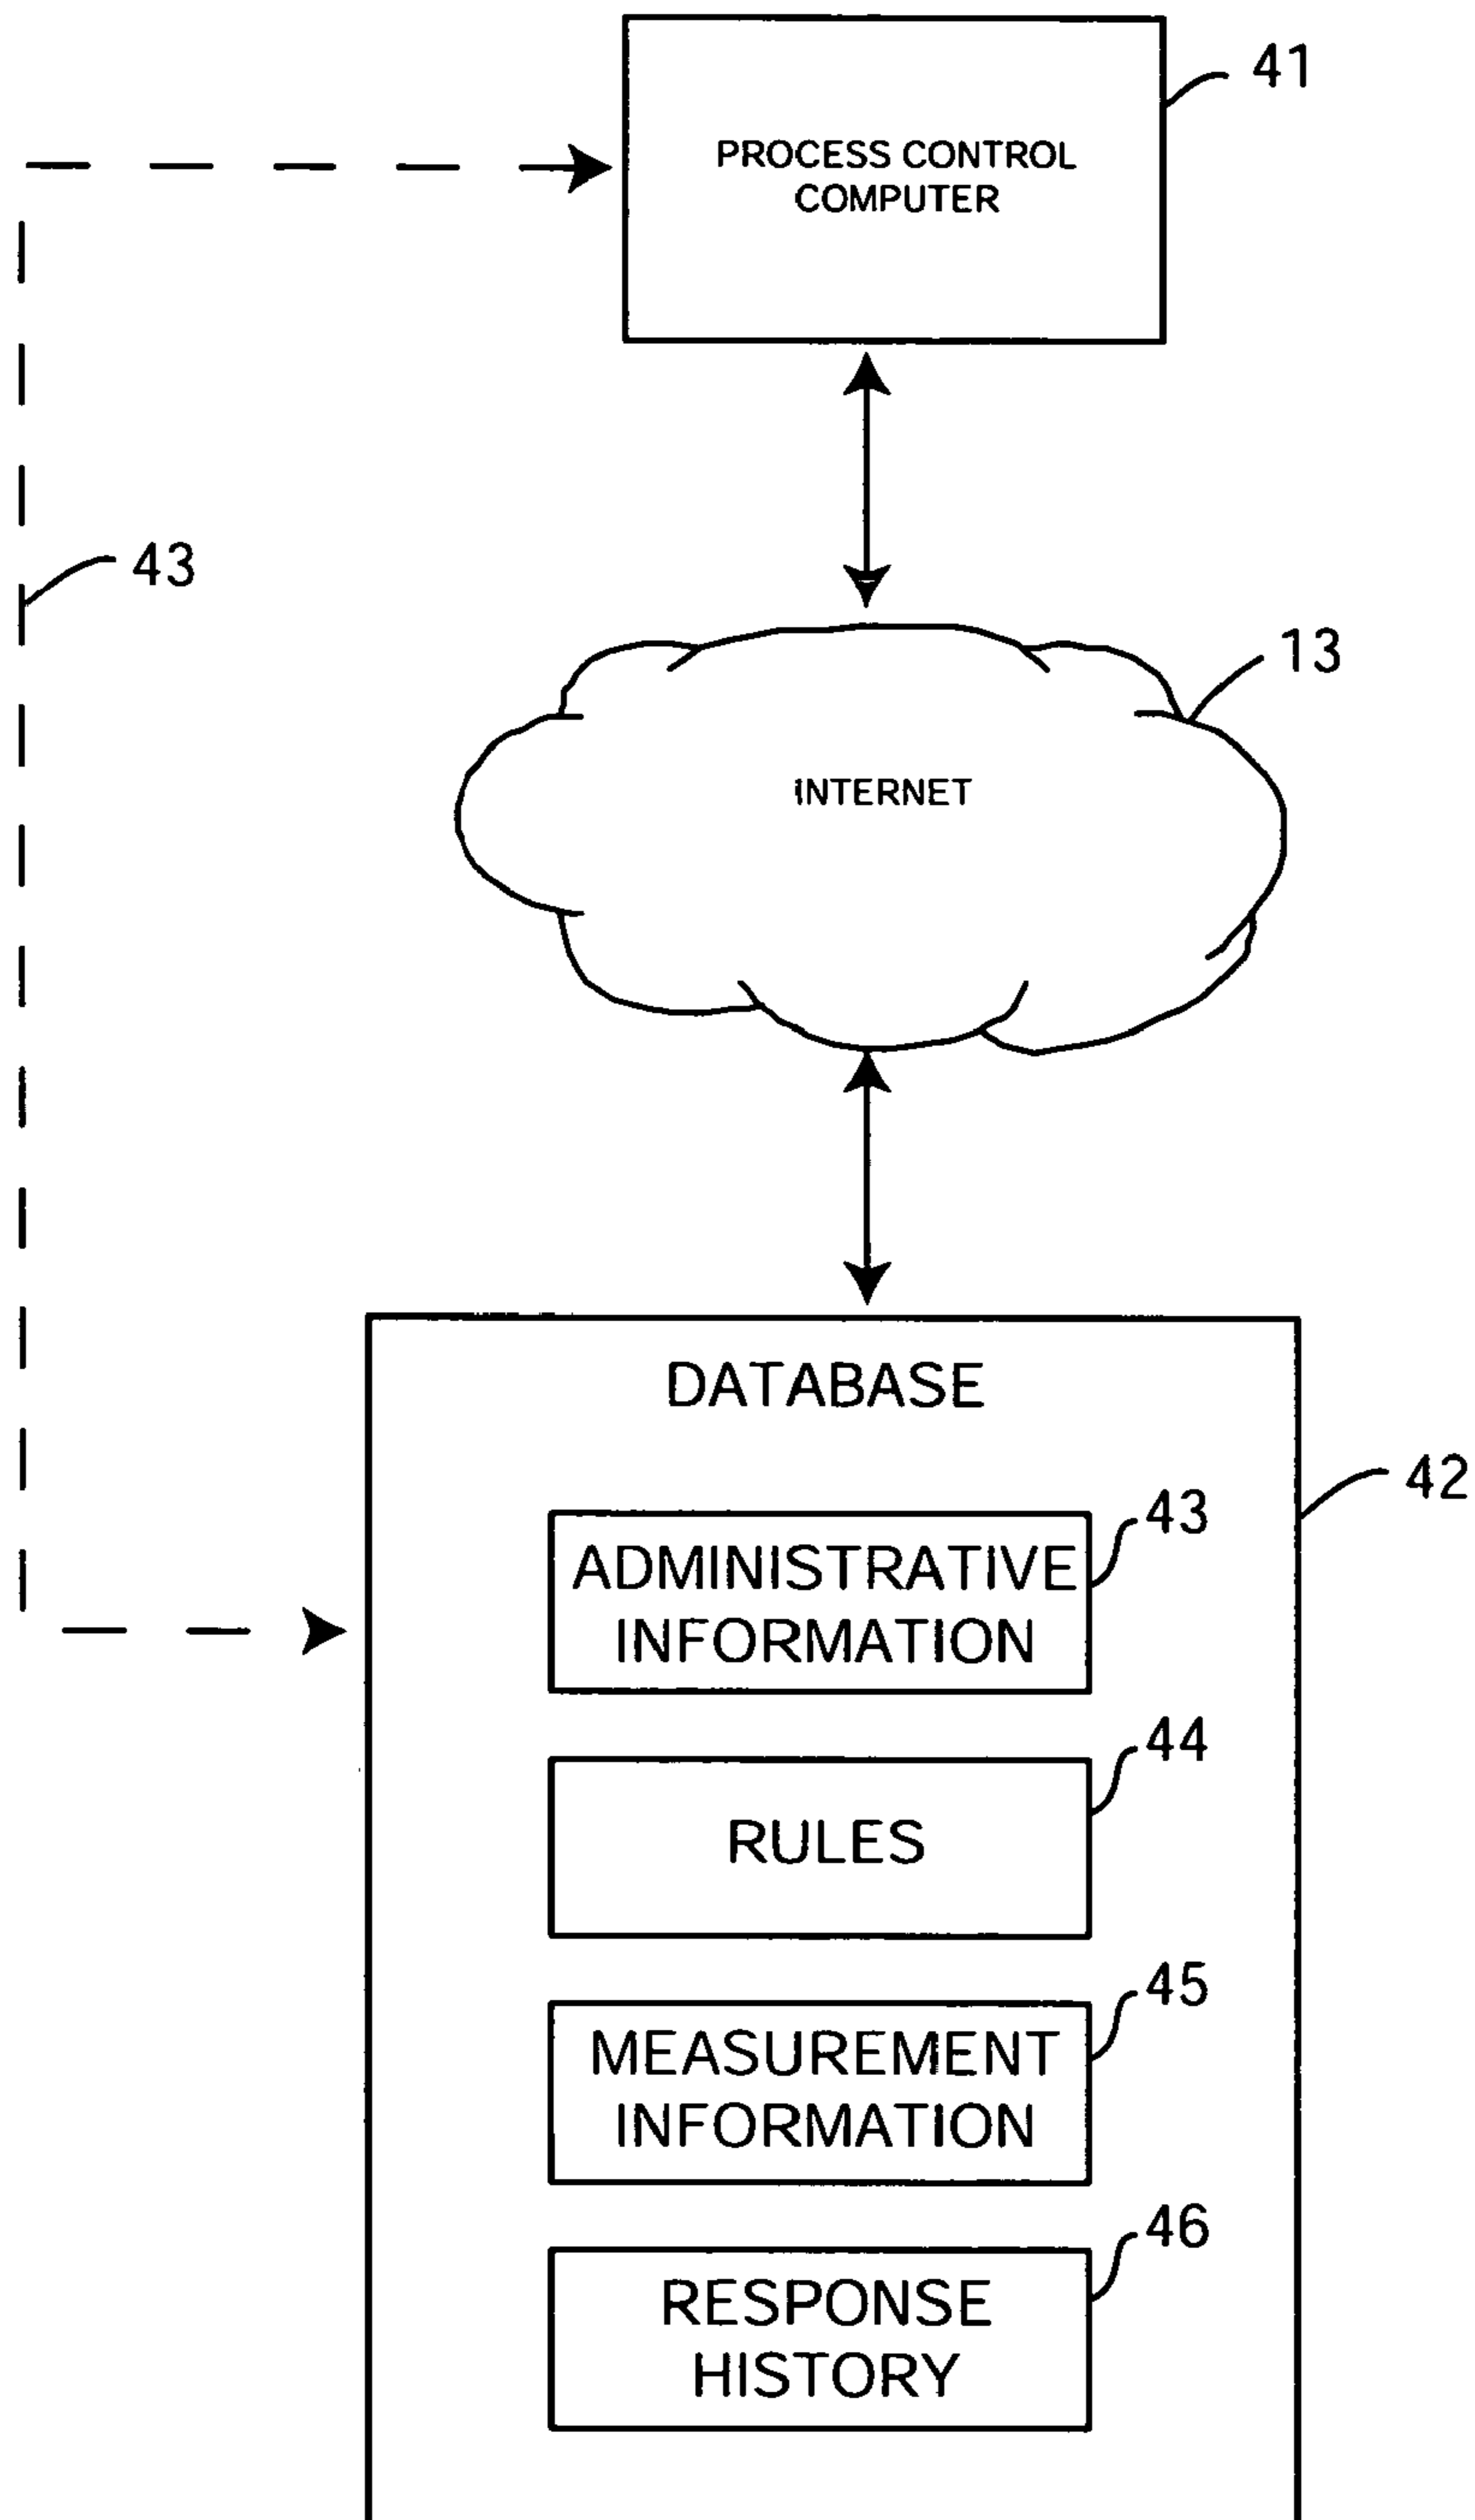 41
PROCESS CONTROL
COMPUTER
43
13
INTERNET
DATABASE
42
43
ADMINISTRATIVE
INFORMATION
44
RULES
45
MEASUREMENT
INFORMATION
46
RESPONSE
HISTORY